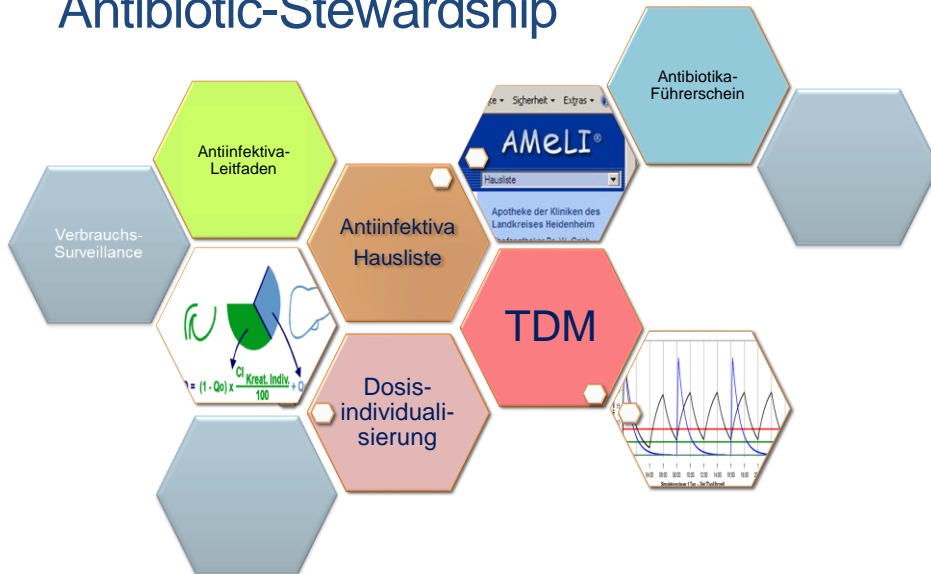 Antibiotic-Stewardship
Antibiotika-
Führerschein
Sicherheit Extras
AMeLI®
Hausliste
Apotheke der Kliniken des
Landkreises Heidenheim
Antiinfektiva-
Leitfaden
Antiinfektiva
Hausliste
Verbrauchs-
Surveillance
TDM
= (1 - Qo) x Cl Kreat. Indiv. +
100
Dosis-
individuali-
sierung